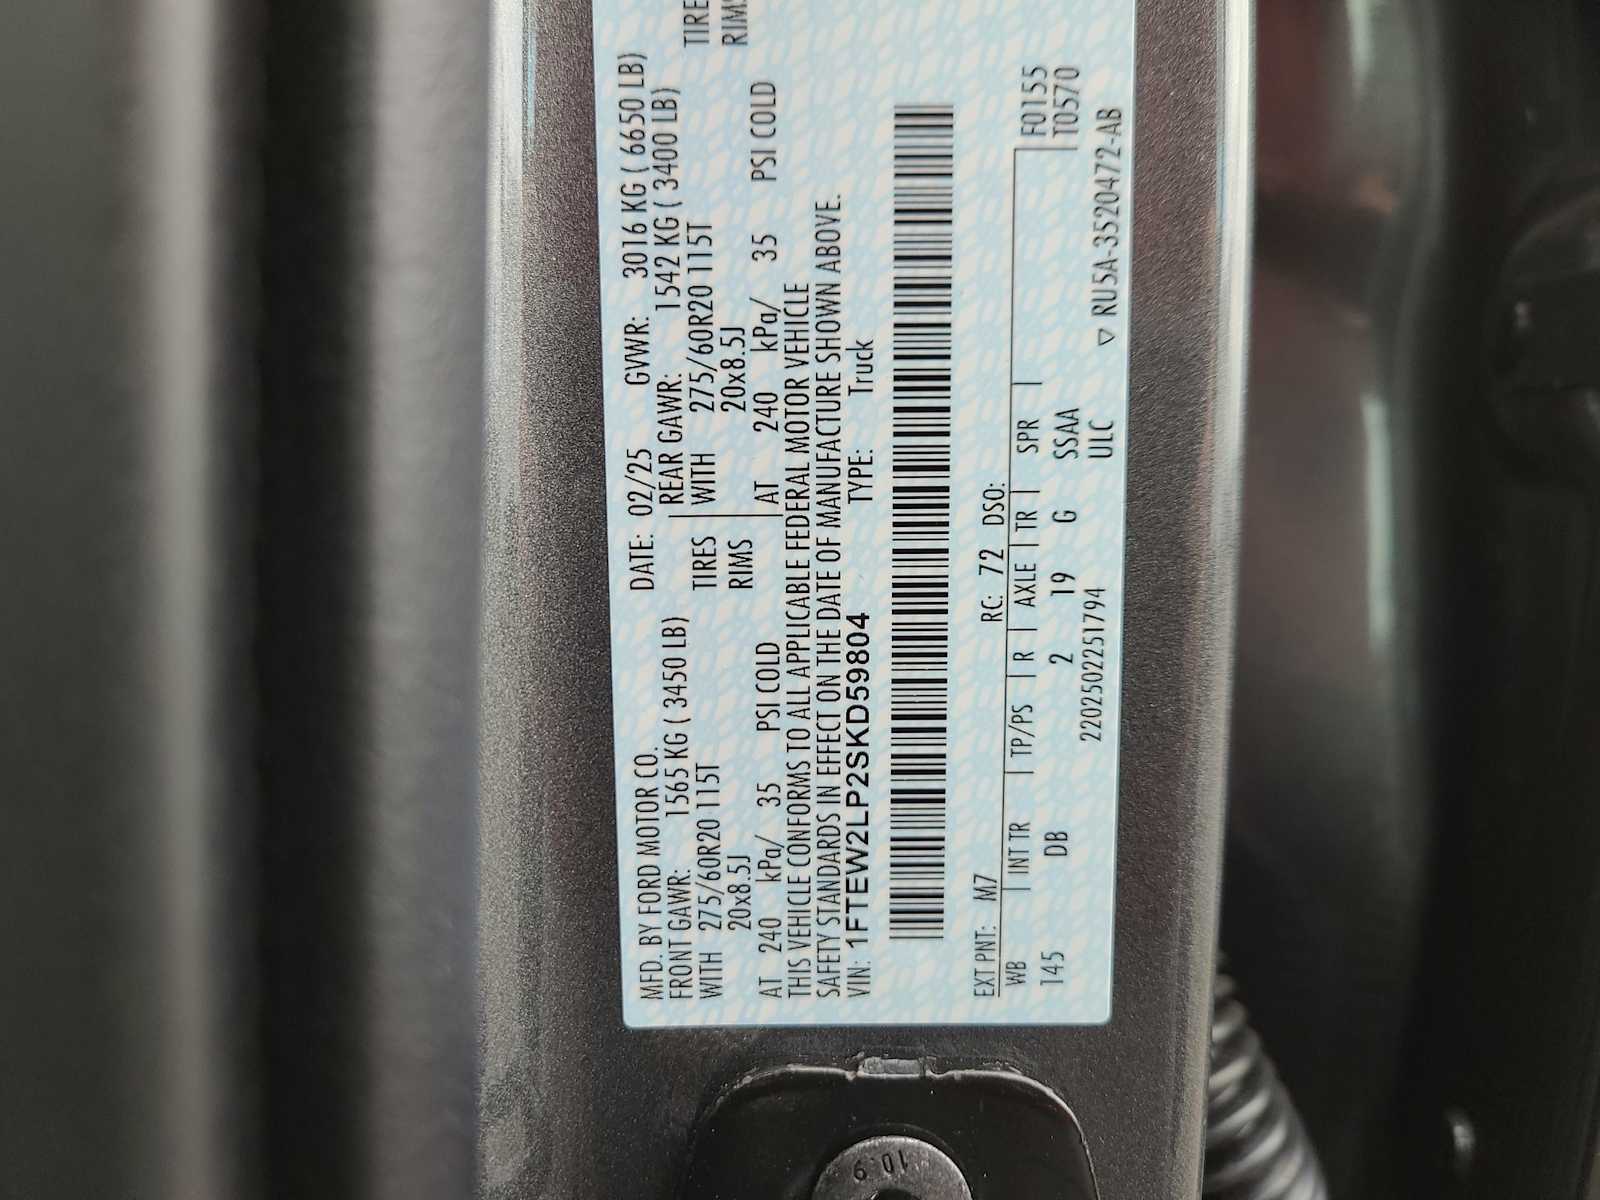 MFD. BY FORD MOTOR CO.
DATE: 02/25 GVWR: 3016 KG ( 6650 LB)
FRONT GAWR: 1565 KG ( 3450 LB)
REAR GAWR: 1542 KG ( 3400 LB)
WITH 275/60R20 115T TIRES
WITH 275/60R20 115T TIRE
20x8.5J RIMS
20x8.5J RIMS
AT 240 kPa/ 35 PSI COLD
AT 240 kPa/ 35 PSI COLD
THIS VEHICLE CONFORMS TO ALL APPLICABLE FEDERAL MOTOR VEHICLE
SAFETY STANDARDS IN EFFECT ON THE DATE OF MANUFACTURE SHOWN ABOVE.
VIN: 1FTEW2LP2SKD59804 TYPE: Truck
EXT PNT: M7 RC: 72 DSO:
WB INT TR TP/PS R AXLE TR SPR F0155
145 DB 2 19 G SSAA T0570
2202502251794 ULC ▽ RU5A-3520472-AB
10.9